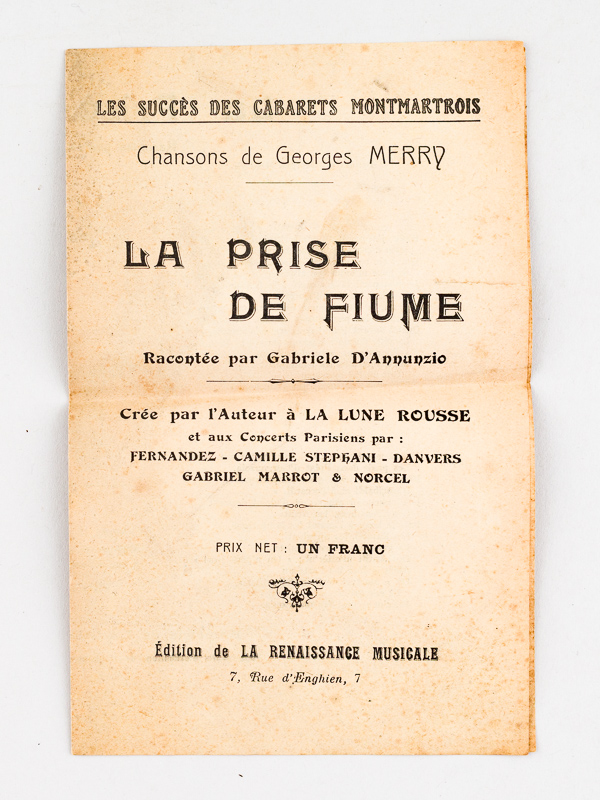 LES SUCCÈS DES CABARETS MONTMARTROIS
Chansons de Georges MERRY
LA PRISE
DE FIUME
Racontée par Gabriele D'Annunzio
Crée par l'Auteur à LA LUNE ROUSSE
et aux Concerts Parisiens par :
FERNANDEZ - CAMILLE STEPHANI - DANVERS
GABRIEL MARROT & NORCEL
PRIX NET : UN FRANC
Édition de LA RENAISSANCE MUSICALE
7, Rue d'Enghien, 7